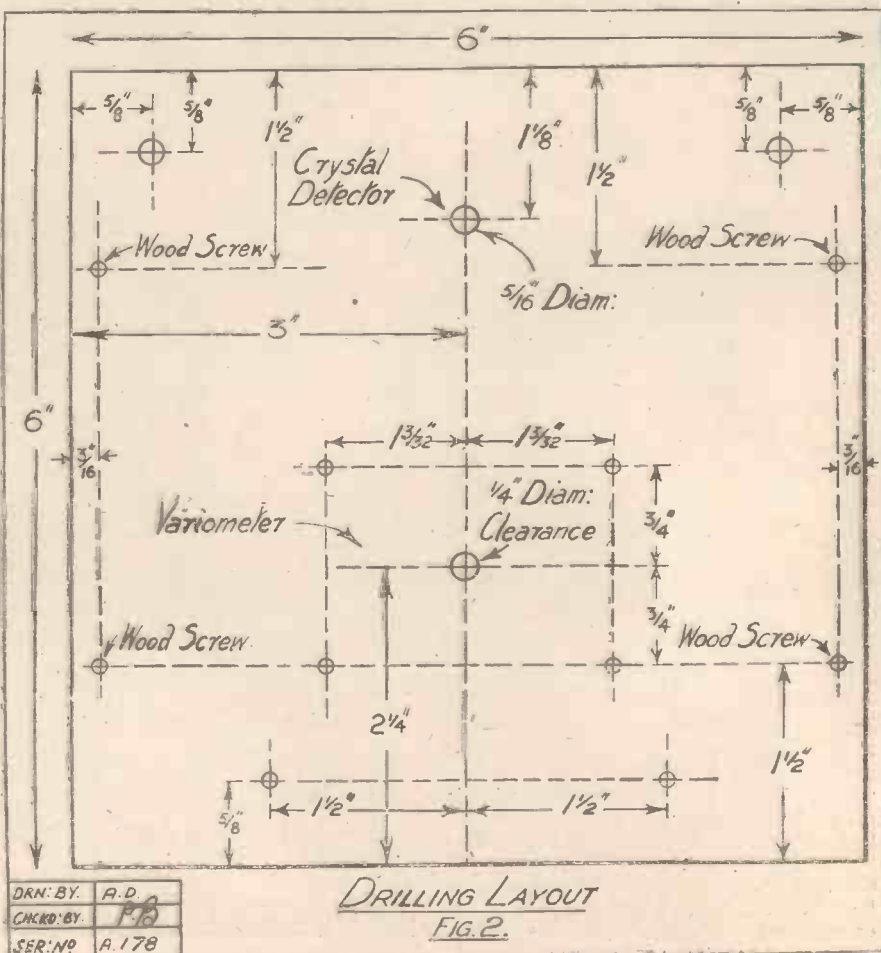 6"
5/8"
5/8"
1 1/2"
1 1/8"
1 1/2"
5/8"
5/8"
Crystal
Detector
Wood Screw
Wood Screw
5/16" Diam:
3"
6"
1 3/32"
1 3/32"
3/16"
3/16"
1/4" Diam:
Clearance
Variometer
3/4"
3/4"
Wood Screw
Wood Screw
2 1/4"
1 1/2"
5/8"
1 1/2"
1 1/2"
DRN: BY. A.D.
CHCKD: BY P.B
SER: NO A.178
DRILLING LAYOUT
FIG. 2.